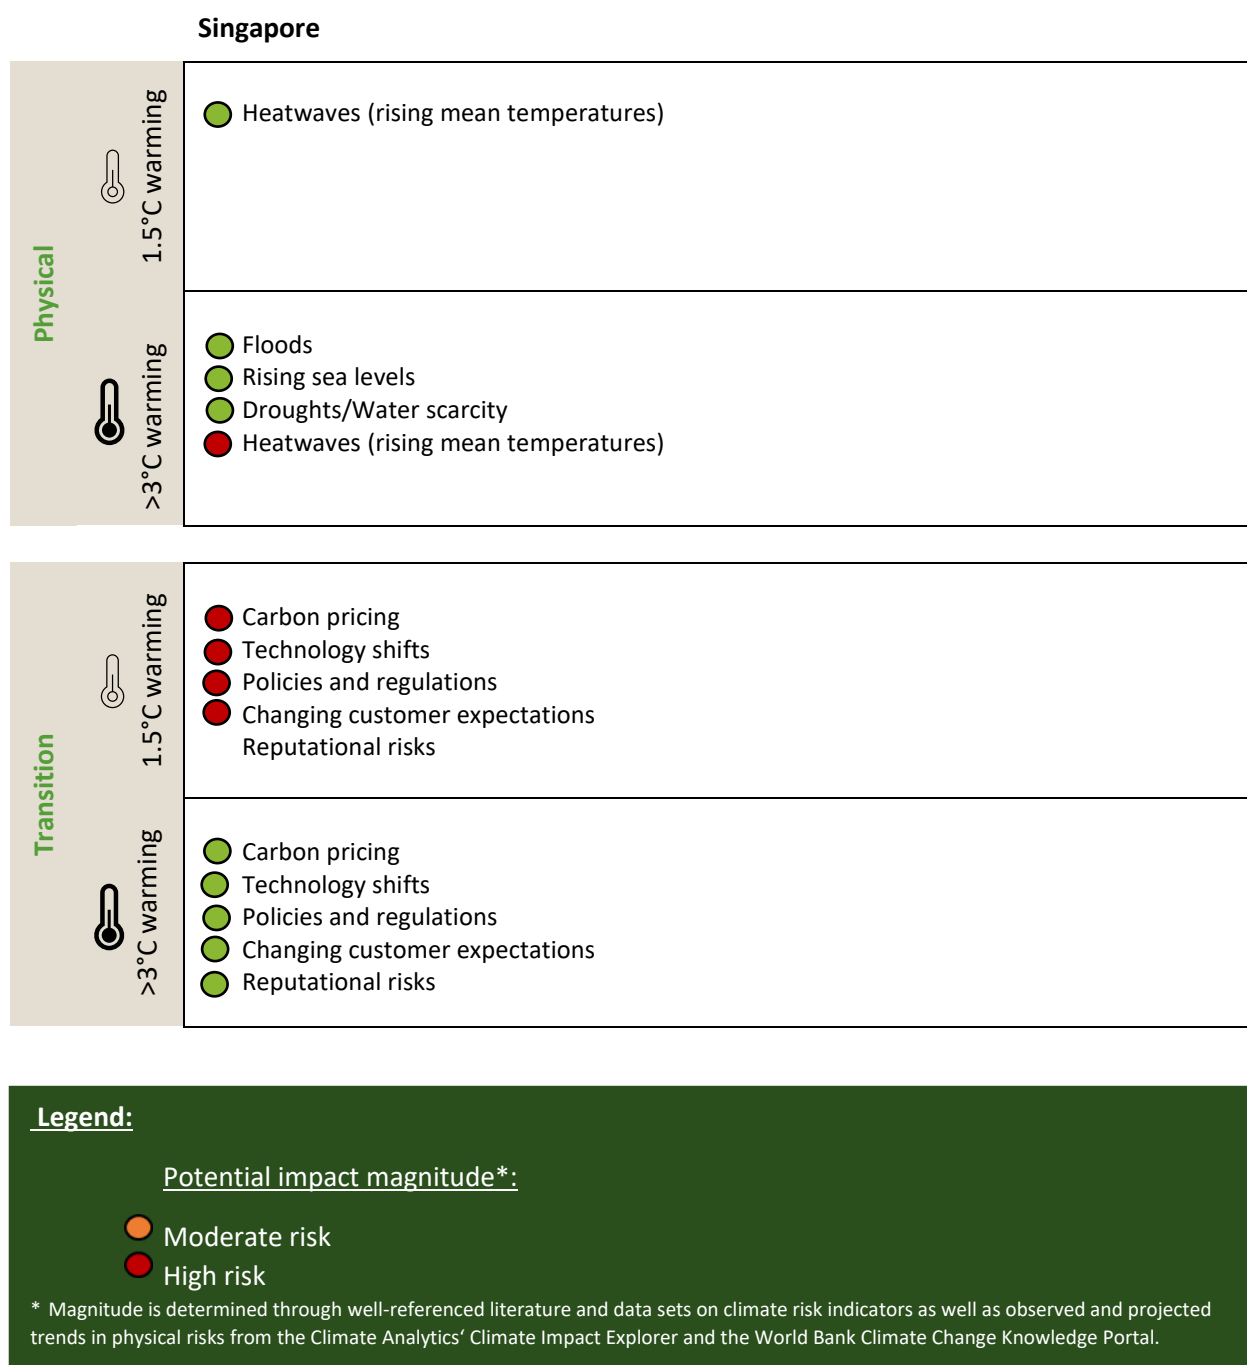 Singapore
Physical
1.5°C warming
Heatwaves (rising mean temperatures)
>3°C warming
Floods
Rising sea levels
Droughts/Water scarcity
Heatwaves (rising mean temperatures)
Transition
1.5°C warming
Carbon pricing
Technology shifts
Policies and regulations
Changing customer expectations
Reputational risks
>3°C warming
Carbon pricing
Technology shifts
Policies and regulations
Changing customer expectations
Reputational risks
Legend:
Potential impact magnitude*:
Moderate risk
High risk
* Magnitude is determined through well-referenced literature and data sets on climate risk indicators as well as observed and projected
trends in physical risks from the Climate Analytics‘ Climate Impact Explorer and the World Bank Climate Change Knowledge Portal.